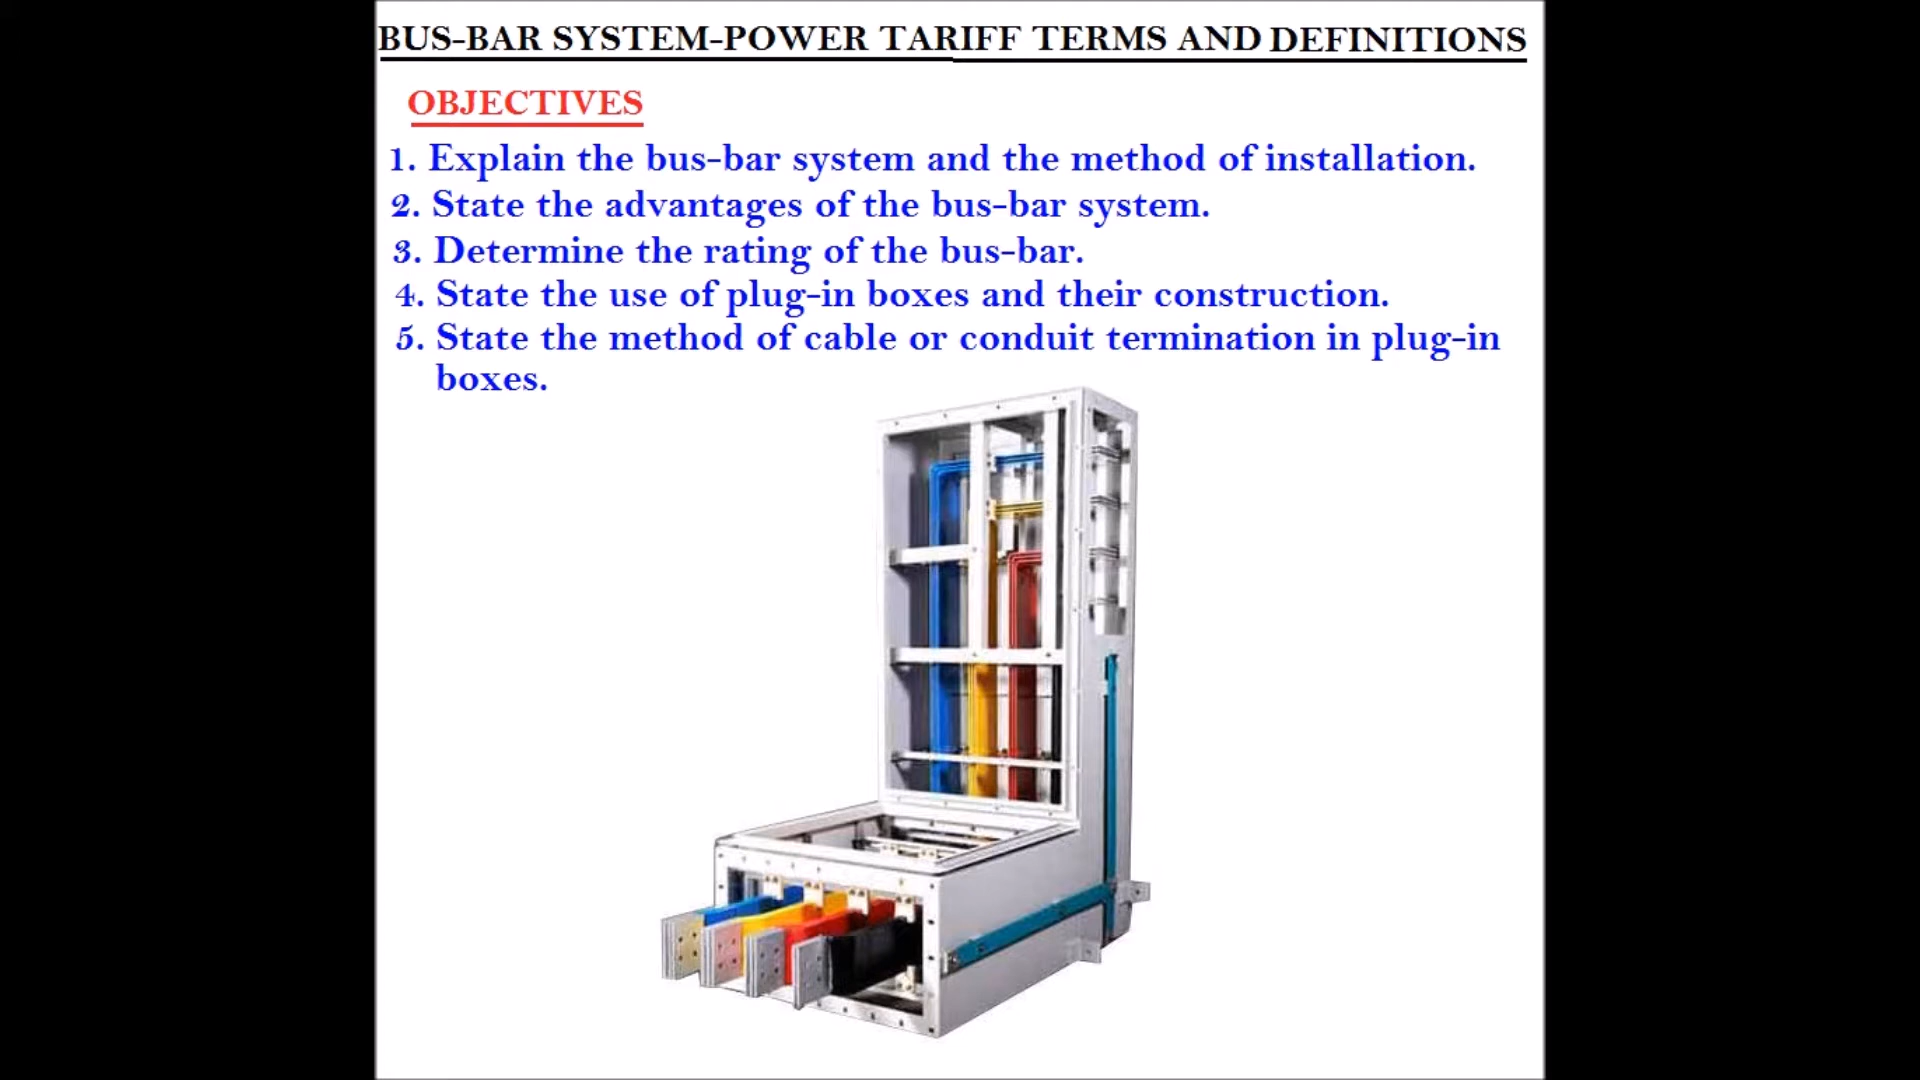 BUS-BAR SYSTEM-POWER TARIFF TERMS AND DEFINITIONS
OBJECTIVES
1. Explain the bus-bar system and the method of installation.
2. State the advantages of the bus-bar system.
3. Determine the rating of the bus-bar.
4. State the use of plug-in boxes and their construction.
5. State the method of cable or conduit termination in plug-in
boxes.